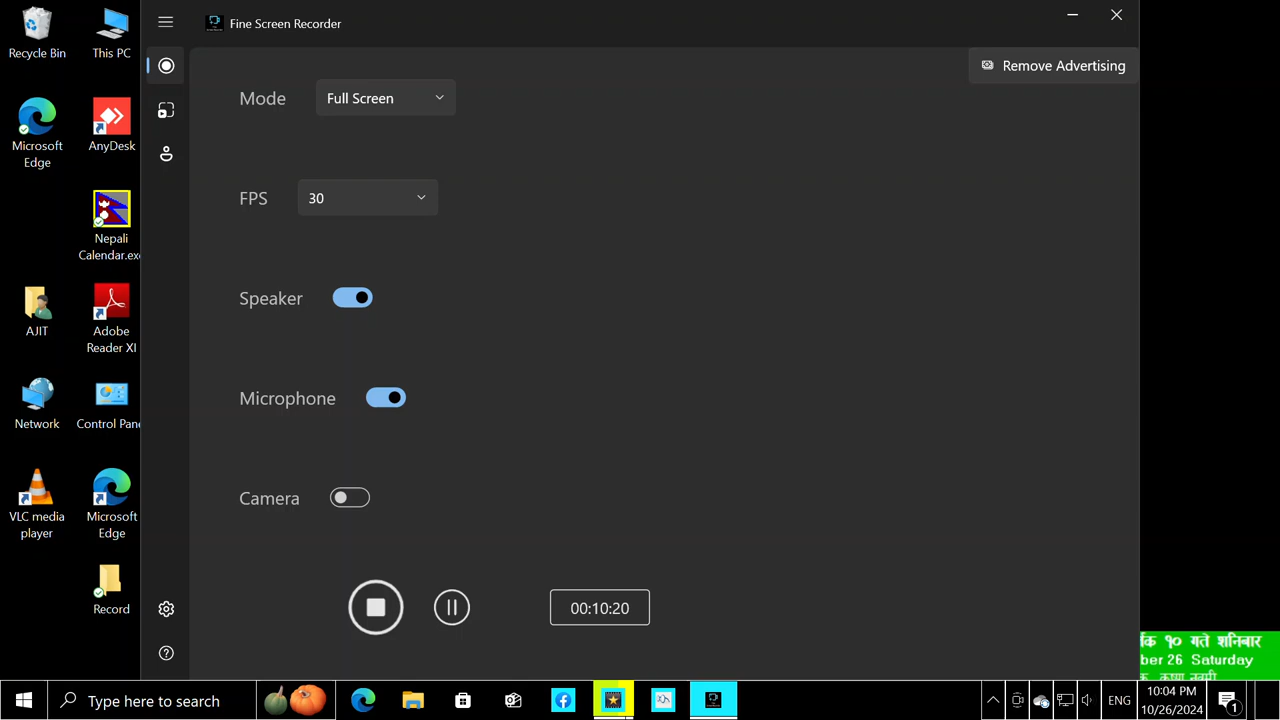 Recycle Bin
This PC
Microsoft
Edge
AnyDesk
Nepali
Calendar.exe
AJIT
Adobe
Reader XI
Network
Control Pane
VLC media
player
Microsoft
Edge
Record
Fine Screen Recorder
Remove Advertising
Mode
Full Screen
FPS
30
Speaker
Microphone
Camera
00:10:20
१० गते शनिबार
ber 26 Saturday
Type here to search
ENG
10:04 PM
10/26/2024
1